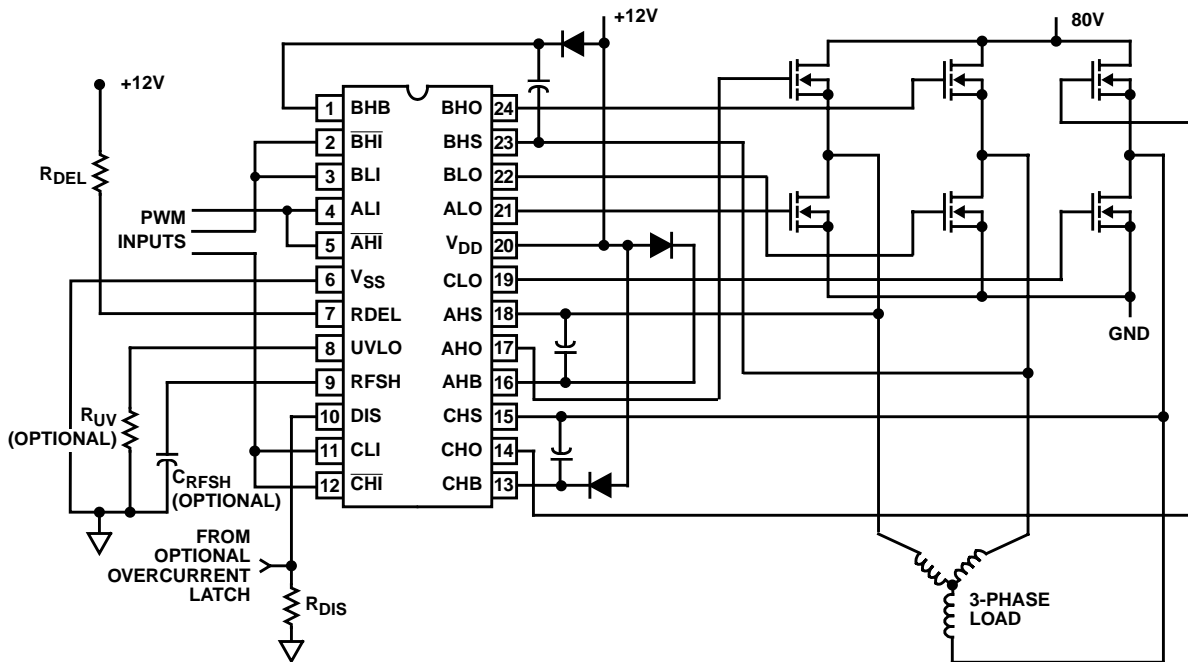 +12V
80V
+12V
RDEL
PWM
INPUTS
RUV
(OPTIONAL)
CRFSH
(OPTIONAL)
FROM
OPTIONAL
OVERCURRENT
LATCH
RDIS
1 BHB
2 B̅H̅I̅
3 BLI
4 ALI
5 A̅H̅I̅
6 VSS
7 RDEL
8 UVLO
9 RFSH
10 DIS
11 CLI
12 C̅H̅I̅
BHO 24
BHS 23
BLO 22
ALO 21
VDD 20
CLO 19
AHS 18
AHO 17
AHB 16
CHS 15
CHO 14
CHB 13
GND
3-PHASE
LOAD